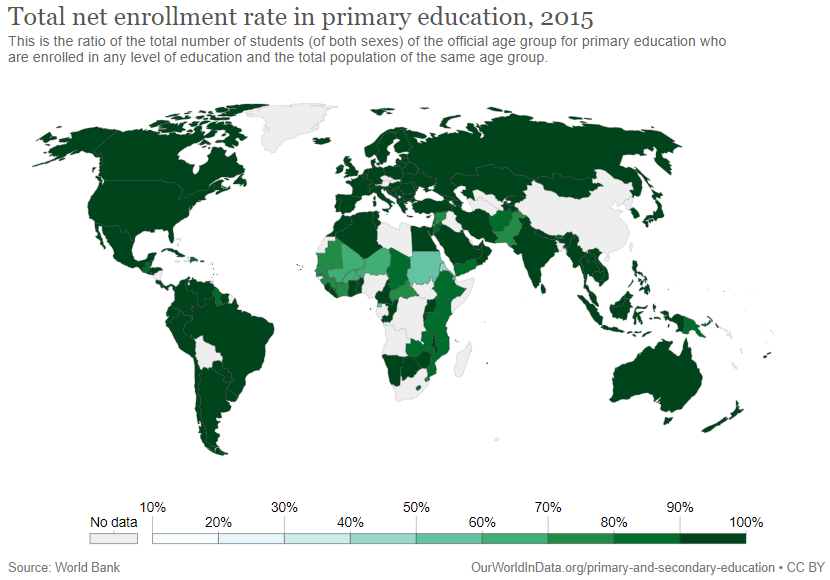 Total net enrollment rate in primary education, 2015
This is the ratio of the total number of students (of both sexes) of the official age group for primary education who
are enrolled in any level of education and the total population of the same age group.
10% 30% 50% 70% 90%
No data 20% 40% 60% 80% 100%
Source: World Bank
OurWorldInData.org/primary-and-secondary-education • CC BY